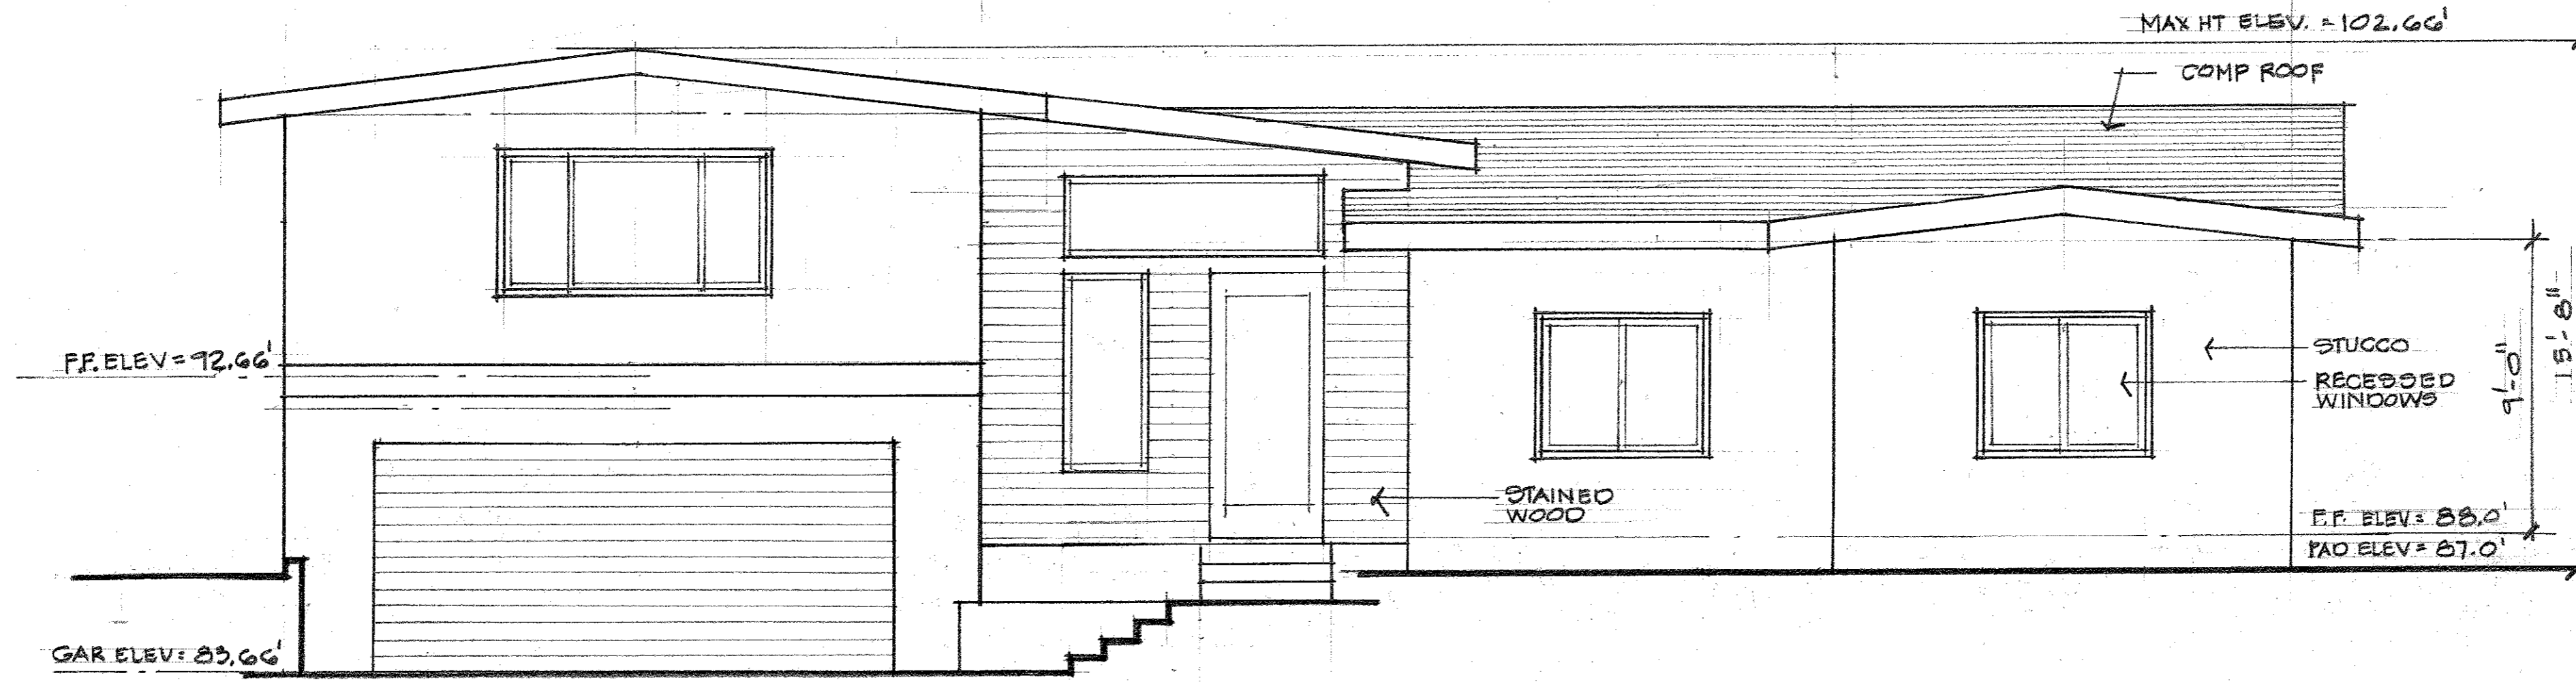 MAX HT ELEV. = 102.66'
COMP ROOF
F.F. ELEV = 92.66'
STUCCO
RECESSED
WINDOWS
9'-0"
15'-8"
STAINED
WOOD
F.F. ELEV = 88.0'
PAD ELEV = 87.0'
GAR ELEV = 83.66'